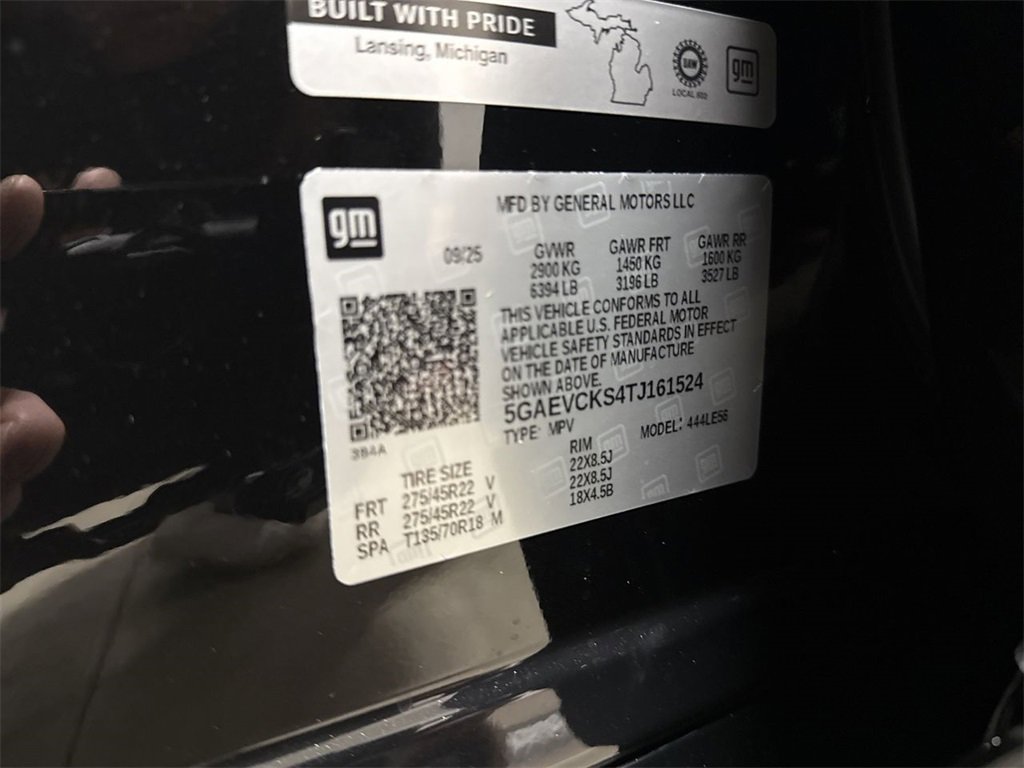 BUILT WITH PRIDE
Lansing, Michigan
UAW
LOCAL 602
gm
gm
MFD BY GENERAL MOTORS LLC
09/25
GVWR GAWR FRT GAWR RR
2900 KG 1450 KG 1600 KG
6394 LB 3196 LB 3527 LB
THIS VEHICLE CONFORMS TO ALL
APPLICABLE U.S. FEDERAL MOTOR
VEHICLE SAFETY STANDARDS IN EFFECT
ON THE DATE OF MANUFACTURE
SHOWN ABOVE.
5GAEVCKS4TJ161524
TYPE: MPV MODEL: 444LE56
384A
TIRE SIZE RIM
FRT 275/45R22 V 22X8.5J
RR 275/45R22 V 22X8.5J
SPA T135/70R18 M 18X4.5B